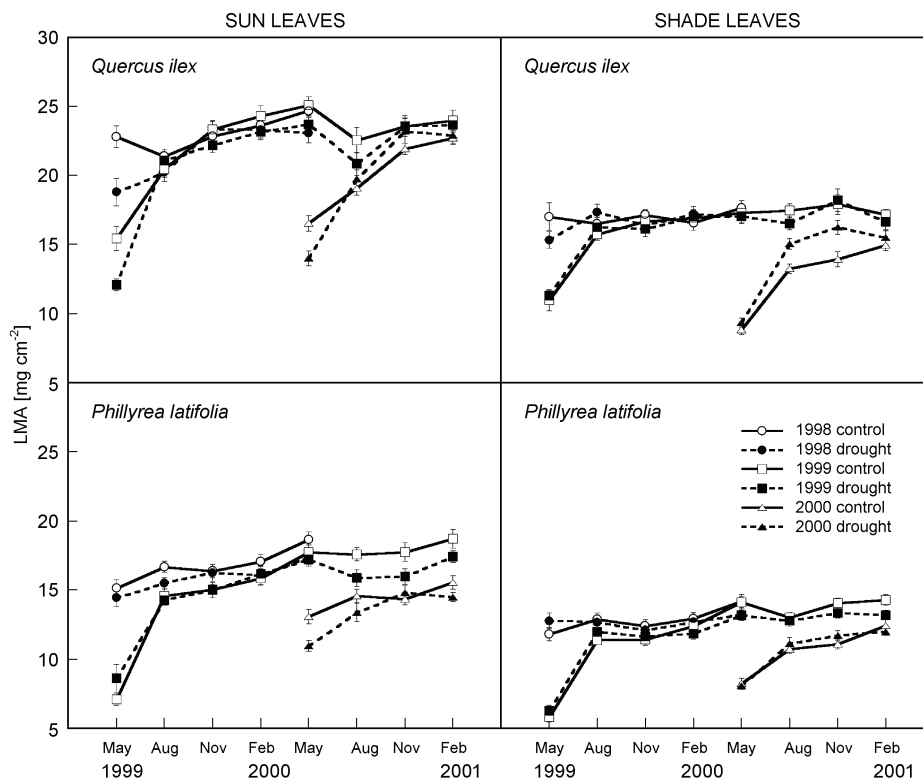 SUN LEAVES SHADE LEAVES
30
Quercus ilex Quercus ilex
25
20
15
10
5
LMA [mg cm-2]
Phillyrea latifolia Phillyrea latifolia
1998 control
1998 drought
1999 control
1999 drought
2000 control
2000 drought
25
20
15
10
5
May Aug Nov Feb May Aug Nov Feb May Aug Nov Feb May Aug Nov Feb
1999 2000 2001 1999 2000 2001